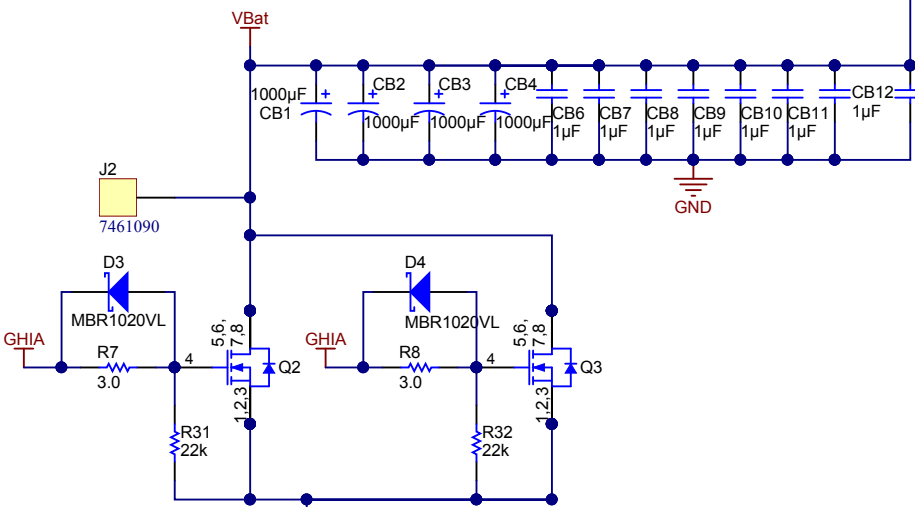 VBat
1000µF
CB1
CB2
1000µF
CB3
1000µF
CB4
1000µF
CB6
1µF
CB7
1µF
CB8
1µF
CB9
1µF
CB10
1µF
CB11
1µF
CB12
1µF
GND
J2
7461090
D3
MBR1020VL
GHIA
R7
3.0
4
5,6,
7,8
Q2
1,2,3
R31
22k
D4
MBR1020VL
GHIA
R8
3.0
4
5,6,
7,8
Q3
1,2,3
R32
22k